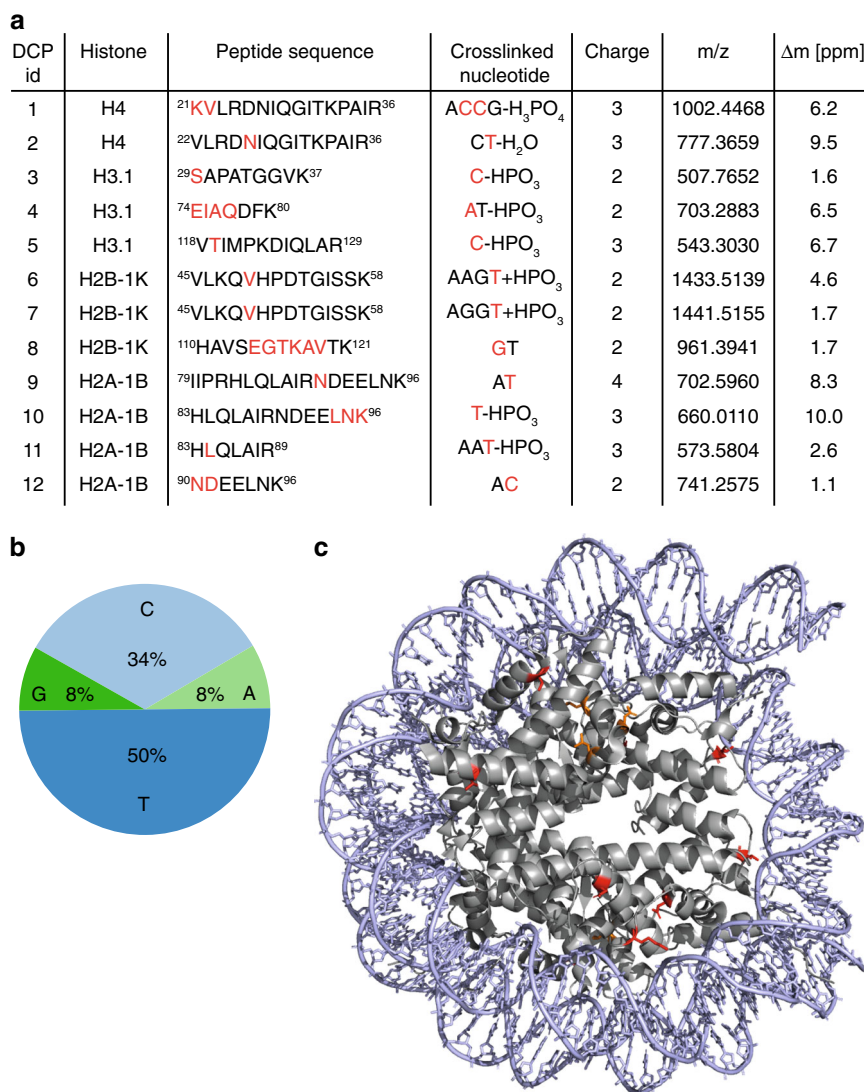 a
DCP id Histone Peptide sequence Crosslinked nucleotide Charge m/z Δm [ppm]
1 H4 ²¹KVLRDNIQGITKPAIR³⁶ ACCG-H₃PO₄ 3 1002.4468 6.2
2 H4 ²²VLRDNIQGITKPAIR³⁶ CT-H₂O 3 777.3659 9.5
3 H3.1 ²⁹SAPATGGVK³⁷ C-HPO₃ 2 507.7652 1.6
4 H3.1 ⁷⁴EIAQDFK⁸⁰ AT-HPO₃ 2 703.2883 6.5
5 H3.1 ¹¹⁸VTIMPKDIQLAR¹²⁹ C-HPO₃ 3 543.3030 6.7
6 H2B-1K ⁴⁵VLKQVHPDTGISSK⁵⁸ AAGT+HPO₃ 2 1433.5139 4.6
7 H2B-1K ⁴⁵VLKQVHPDTGISSK⁵⁸ AGGT+HPO₃ 2 1441.5155 1.7
8 H2B-1K ¹¹⁰HAVSEGTKAVTK¹²¹ GT 2 961.3941 1.7
9 H2A-1B ⁷⁹IIPRHLQLAIRNDEELNK⁹⁶ AT 4 702.5960 8.3
10 H2A-1B ⁸³HLQLAIRNDEELNK⁹⁶ T-HPO₃ 3 660.0110 10.0
11 H2A-1B ⁸³HLQLAIR⁸⁹ AAT-HPO₃ 3 573.5804 2.6
12 H2A-1B ⁹⁰NDEELNK⁹⁶ AC 2 741.2575 1.1
b
C
34%
G 8% 8% A
50%
T
c